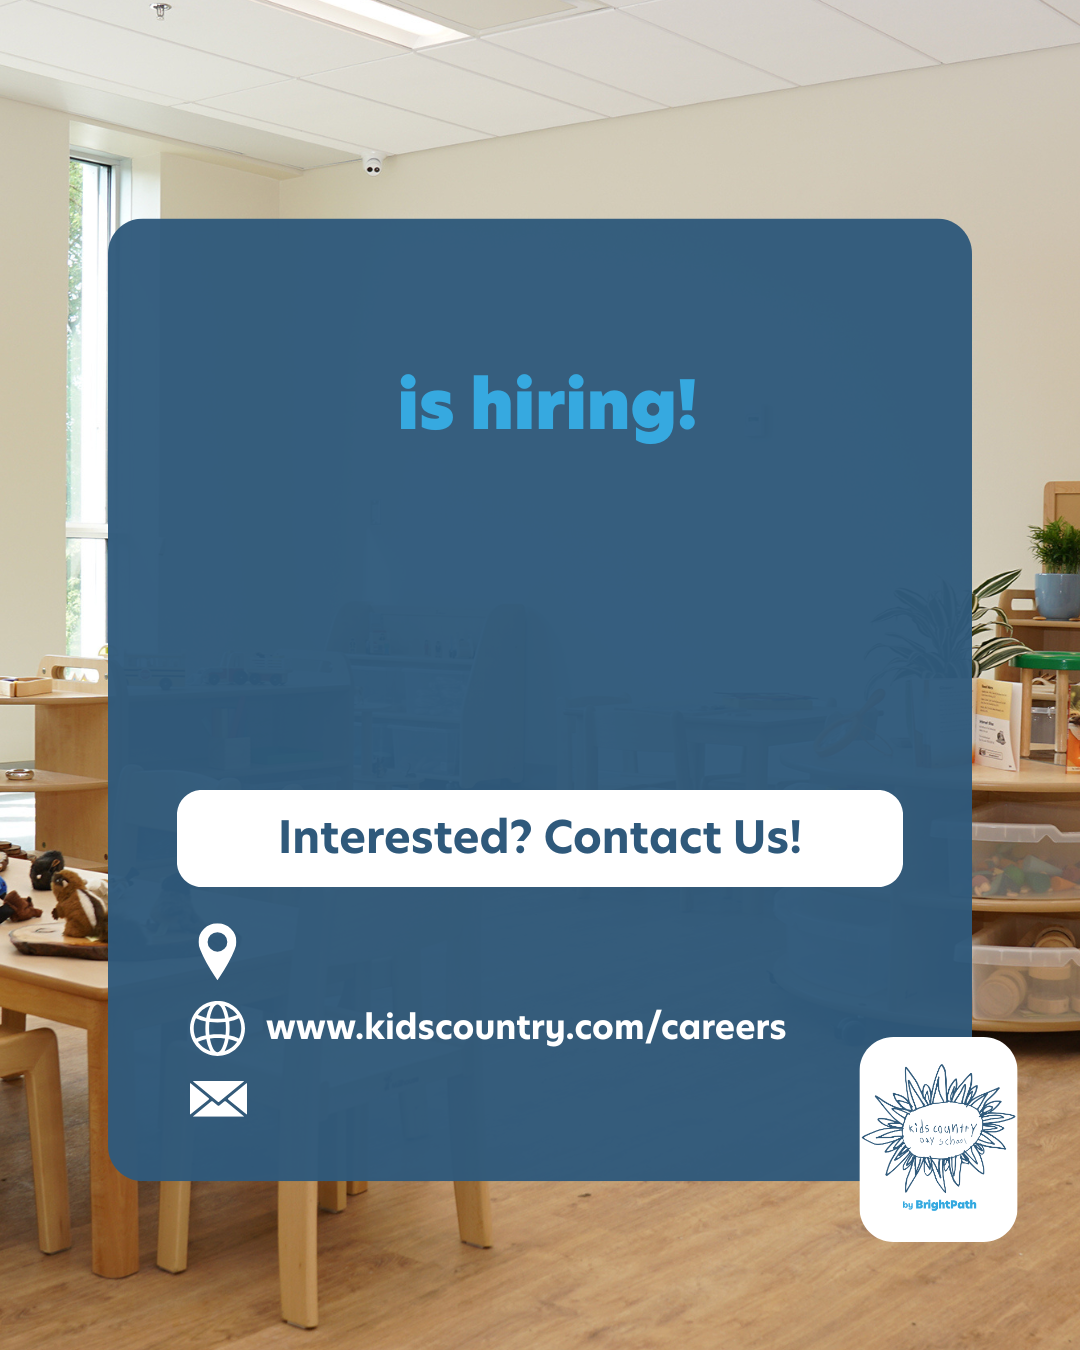 is hiring!
Interested? Contact Us!
www.kidscountry.com/careers
kids country
DAY School
by BrightPath